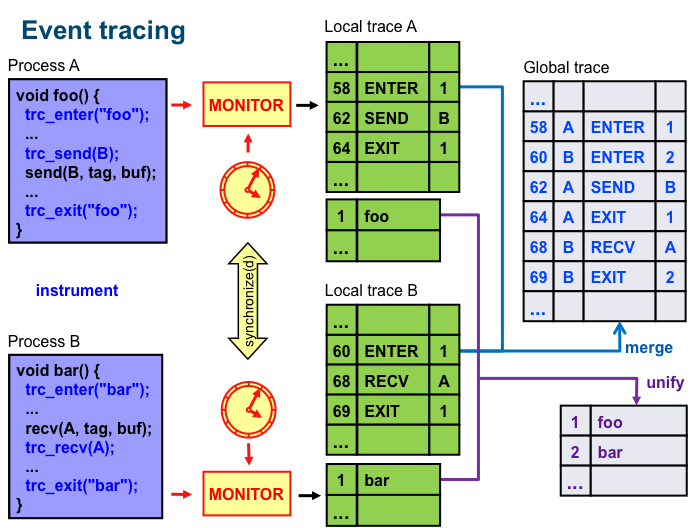 Event tracing
Process A
void foo() {
trc_enter("foo");
...
trc_send(B);
send(B, tag, buf);
...
trc_exit("foo");
}
MONITOR
instrument
synchronize(d)
Process B
void bar() {
trc_enter("bar");
...
recv(A, tag, buf);
trc_recv(A);
...
trc_exit("bar");
}
MONITOR
Local trace A
...
58 ENTER 1
62 SEND B
64 EXIT 1
...
1 foo
...
Local trace B
...
60 ENTER 1
68 RECV A
69 EXIT 1
...
1 bar
...
Global trace
...
58 A ENTER 1
60 B ENTER 2
62 A SEND B
64 A EXIT 1
68 B RECV A
69 B EXIT 2
...
merge
unify
1 foo
2 bar
...